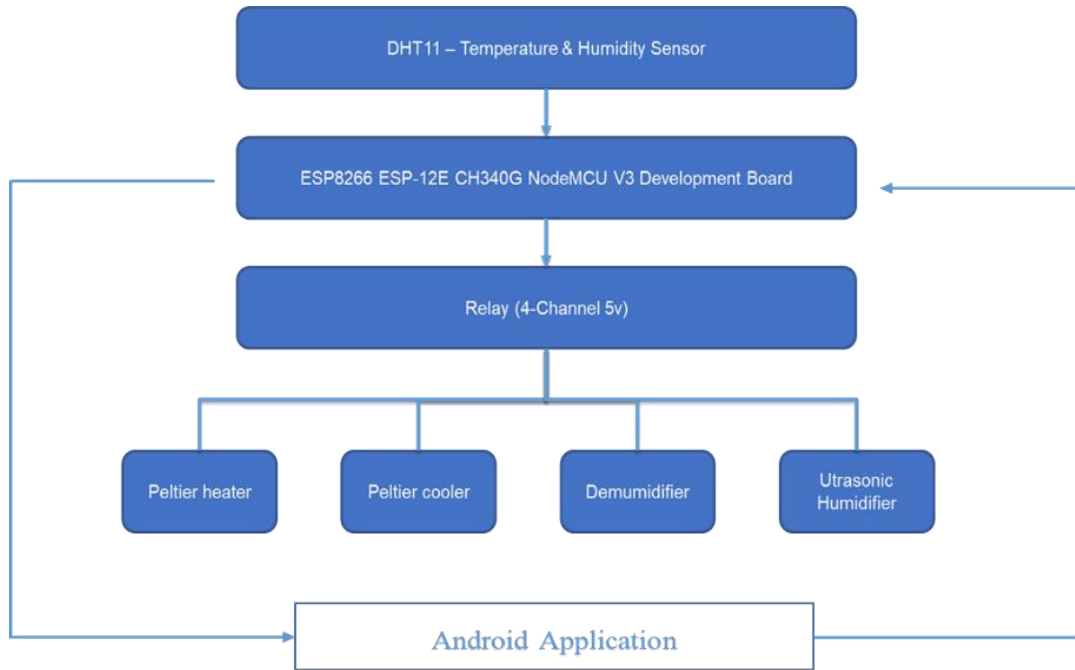 DHT11 – Temperature & Humidity Sensor
ESP8266 ESP-12E CH340G NodeMCU V3 Development Board
Relay (4-Channel 5v)
Peltier heater
Peltier cooler
Demumidifier
Utrasonic
Humidifier
Android Application